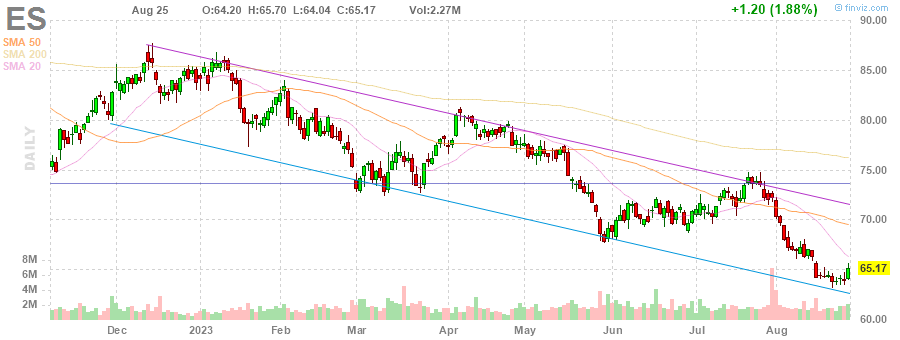 ES
Aug 25 O:64.20 H:65.70 L:64.04 C:65.17 Vol:2.27M
+1.20 (1.88%)
© finviz.com
SMA 50
SMA 200
SMA 20
DAILY
90.00
85.00
80.00
75.00
70.00
65.17
60.00
8M
6M
4M
2M
Dec 2023 Feb Mar Apr May Jun Jul Aug